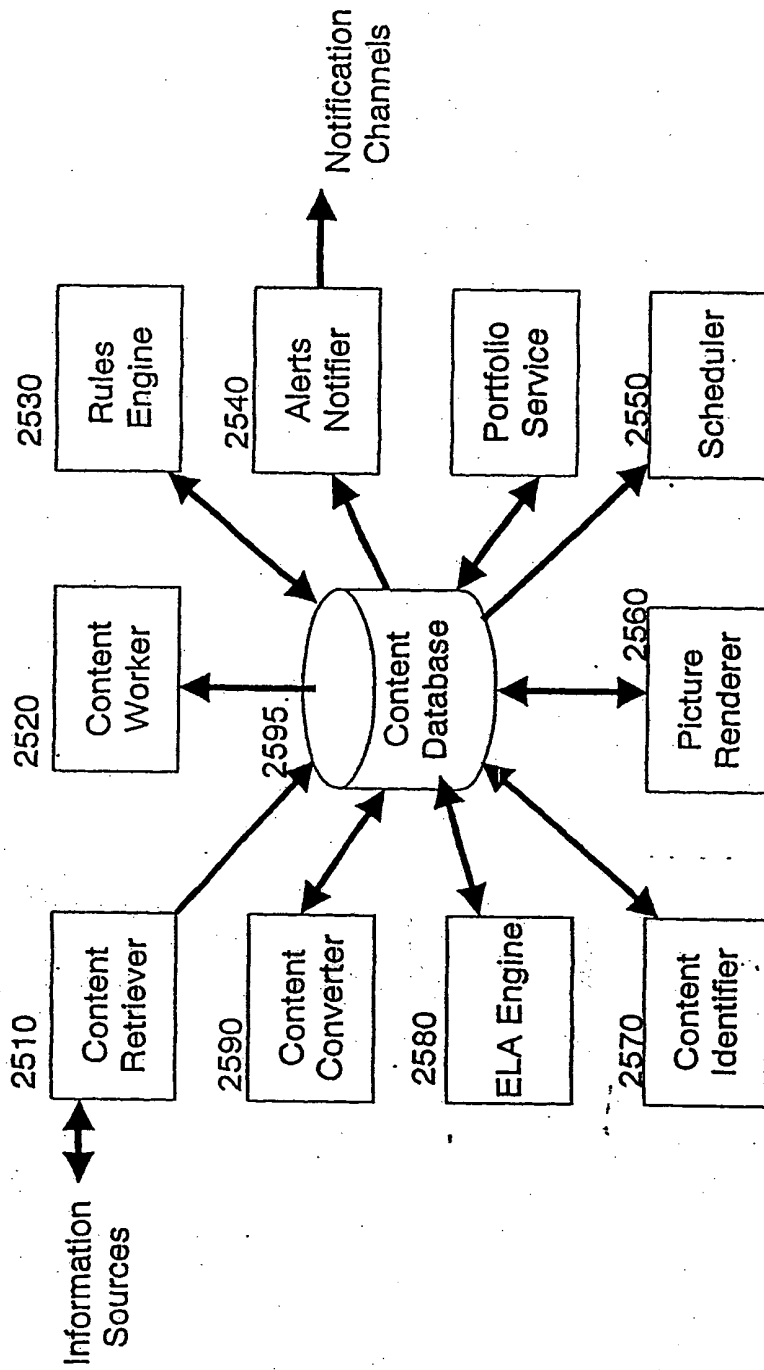 Information
Sources
2510
Content
Retriever
2520
Content
Worker
2530
Rules
Engine
2590
Content
Converter
2595
Content
Database
2540
Alerts
Notifier
Notification
Channels
2580
ELA Engine
Portfolio
Service
2570
Content
Identifier
2560
Picture
Renderer
2550
Scheduler